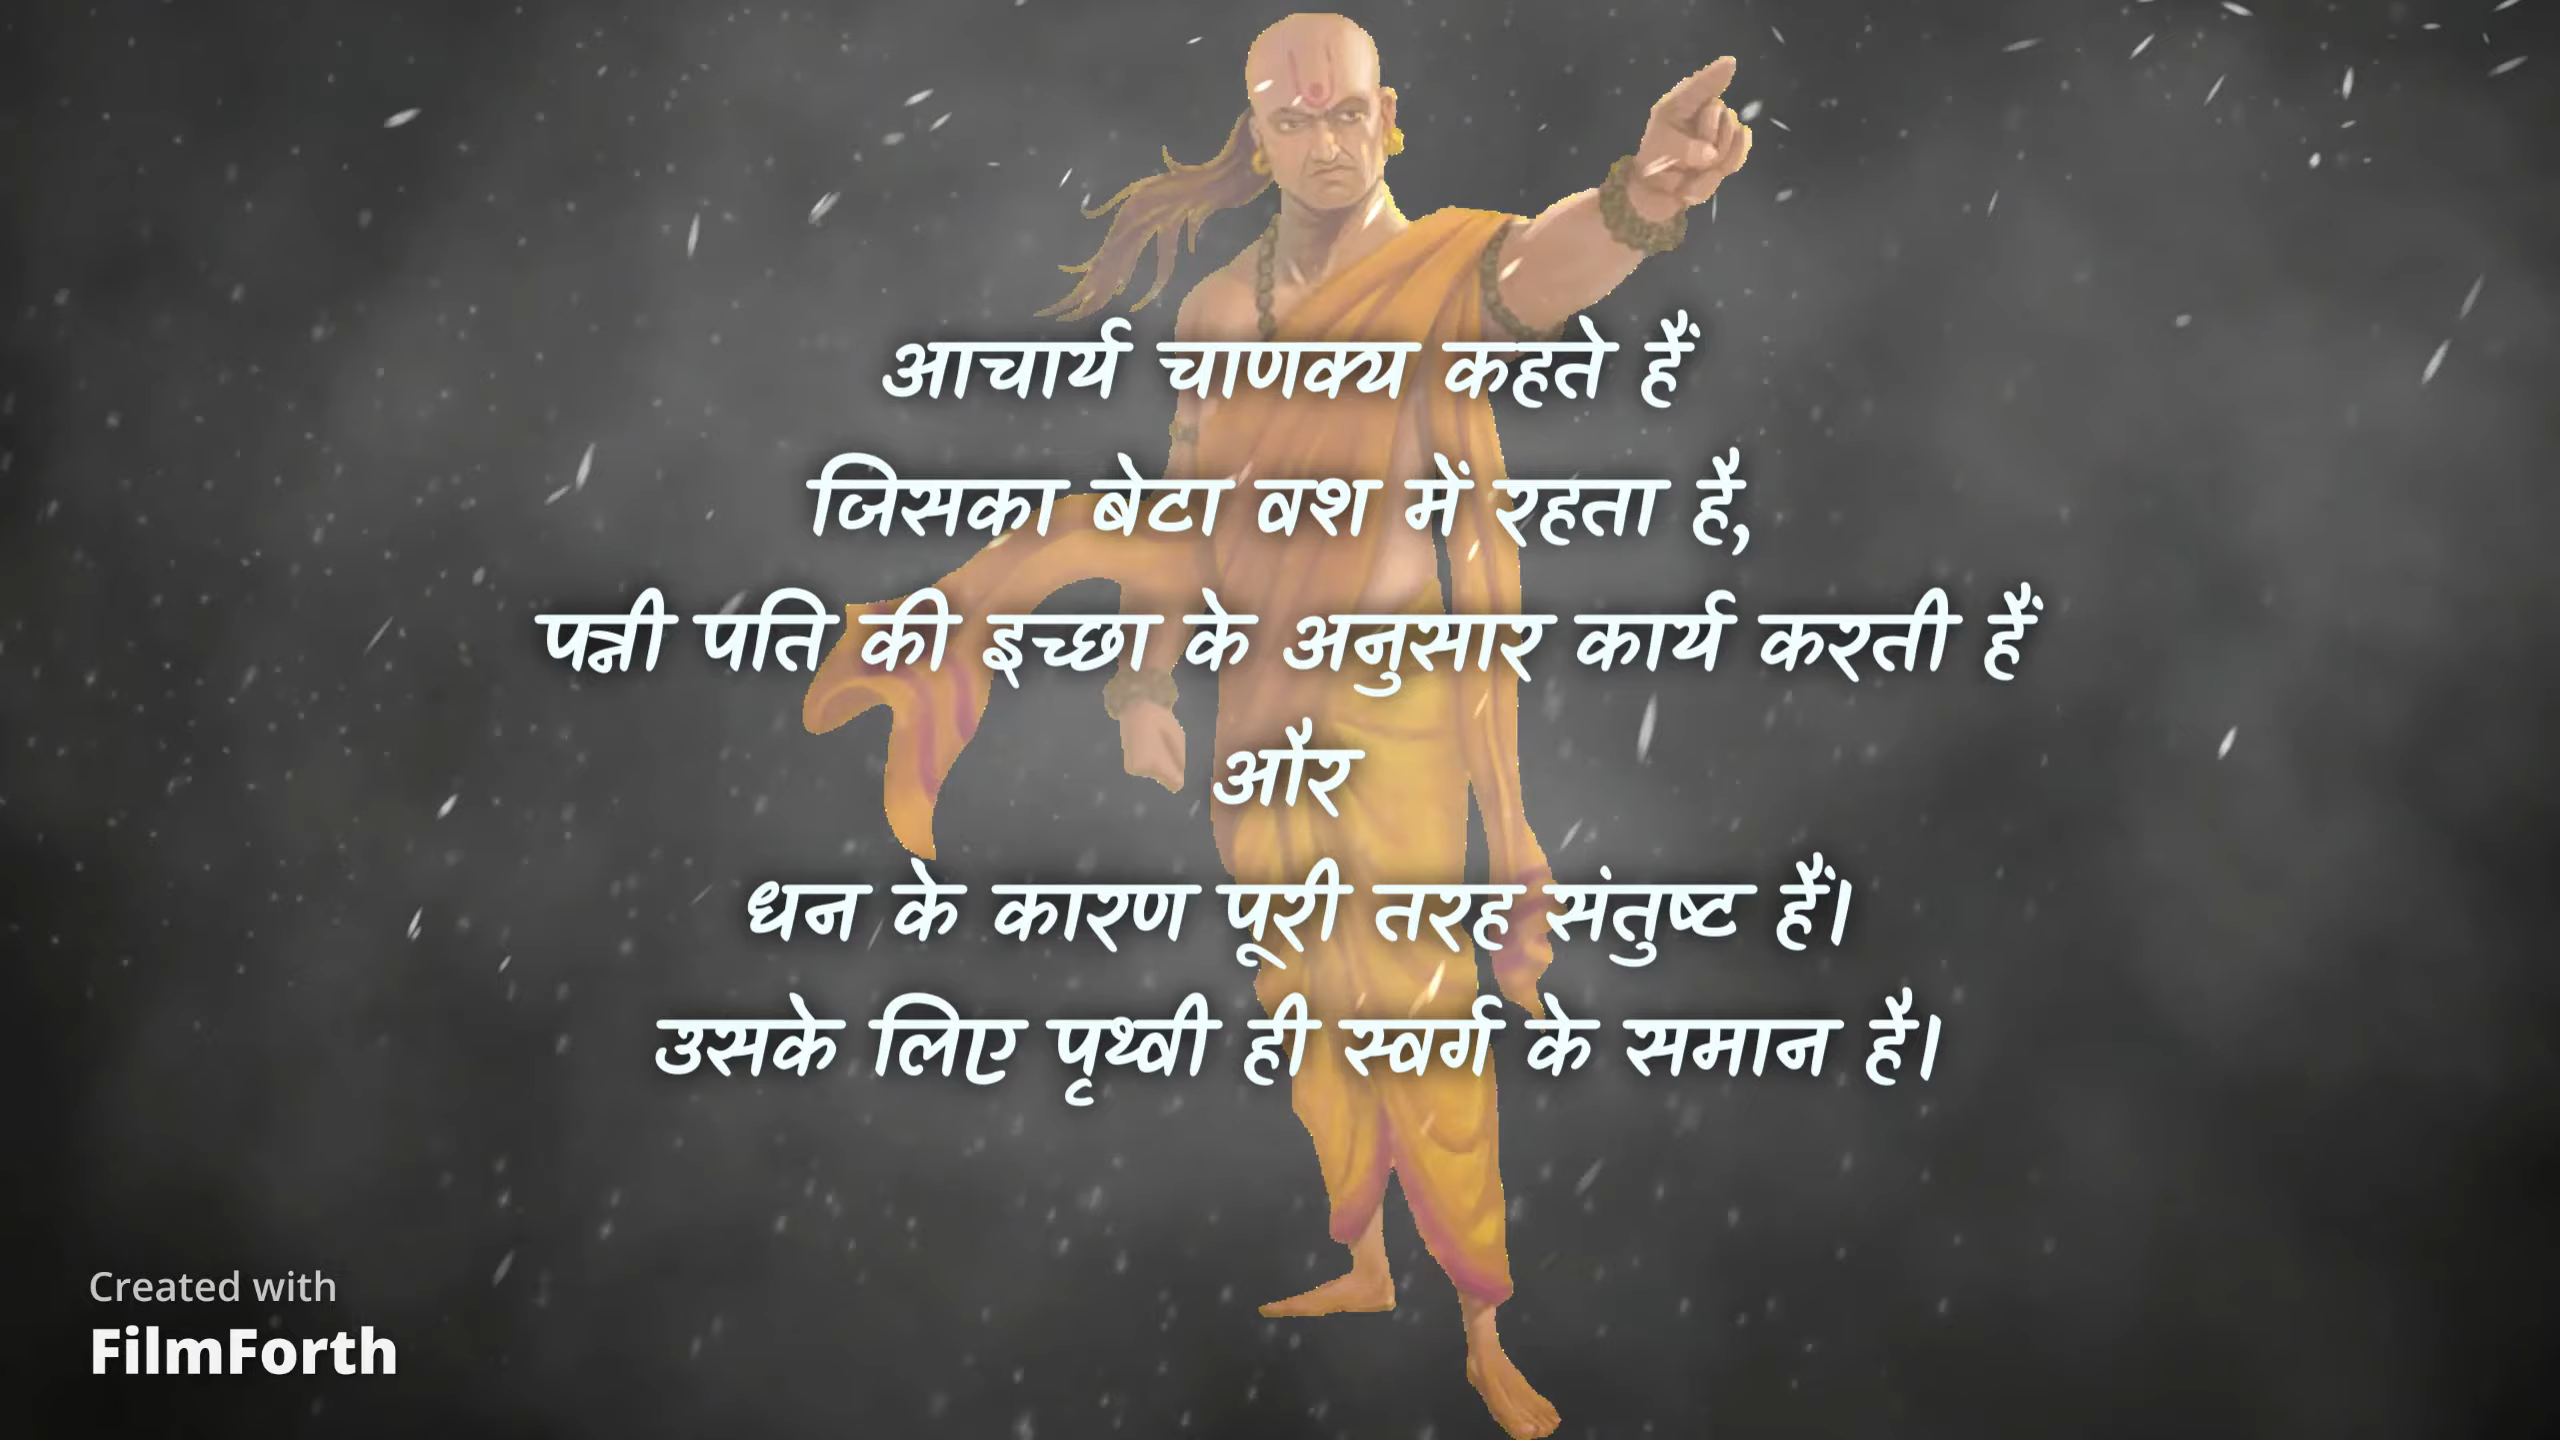 आचार्य चाणक्य कहते हैं
जिसका बेटा वश में रहता है,
पत्नी पति की इच्छा के अनुसार कार्य करती हैं
और
धन के कारण पूरी तरह संतुष्ट हैं।
उसके लिए पृथ्वी ही स्वर्ग के समान है।
Created with
FilmForth